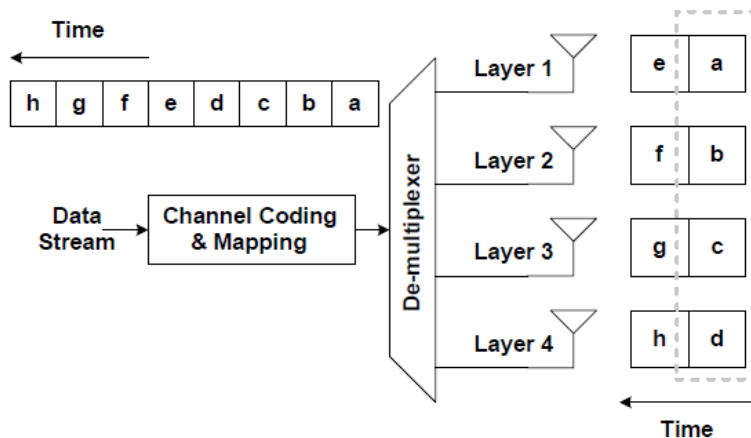 Time
h g f e d c b a
Data
Stream
Channel Coding
& Mapping
De-multiplexer
Layer 1
e a
Layer 2
f b
Layer 3
g c
Layer 4
h d
Time